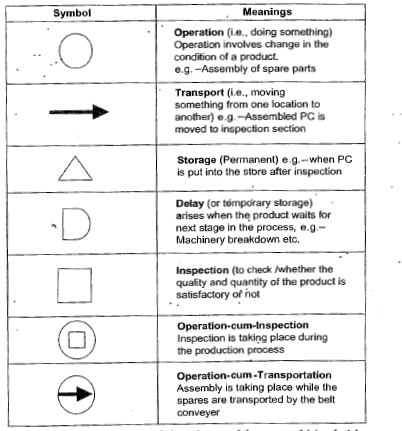 Symbol Meanings
Operation (i.e., doing something)
Operation involves change in the
condition of a product.
e.g. –Assembly of spare parts
Transport (i.e., moving
something from one location to
another) e.g. –Assembled PC is
moved to inspection section
Storage (Permanent) e.g.–when PC
is put into the store after inspection
Delay (or temporary storage)
arises when the product waits for
next stage in the process, e.g.–
Machinery breakdown etc.
Inspection (to check /whether the
quality and quantity of the product is
satisfactory of not
Operation-cum-Inspection
Inspection is taking place during
the production process
Operation-cum-Transportation
Assembly is taking place while the
spares are transported by the belt
conveyer